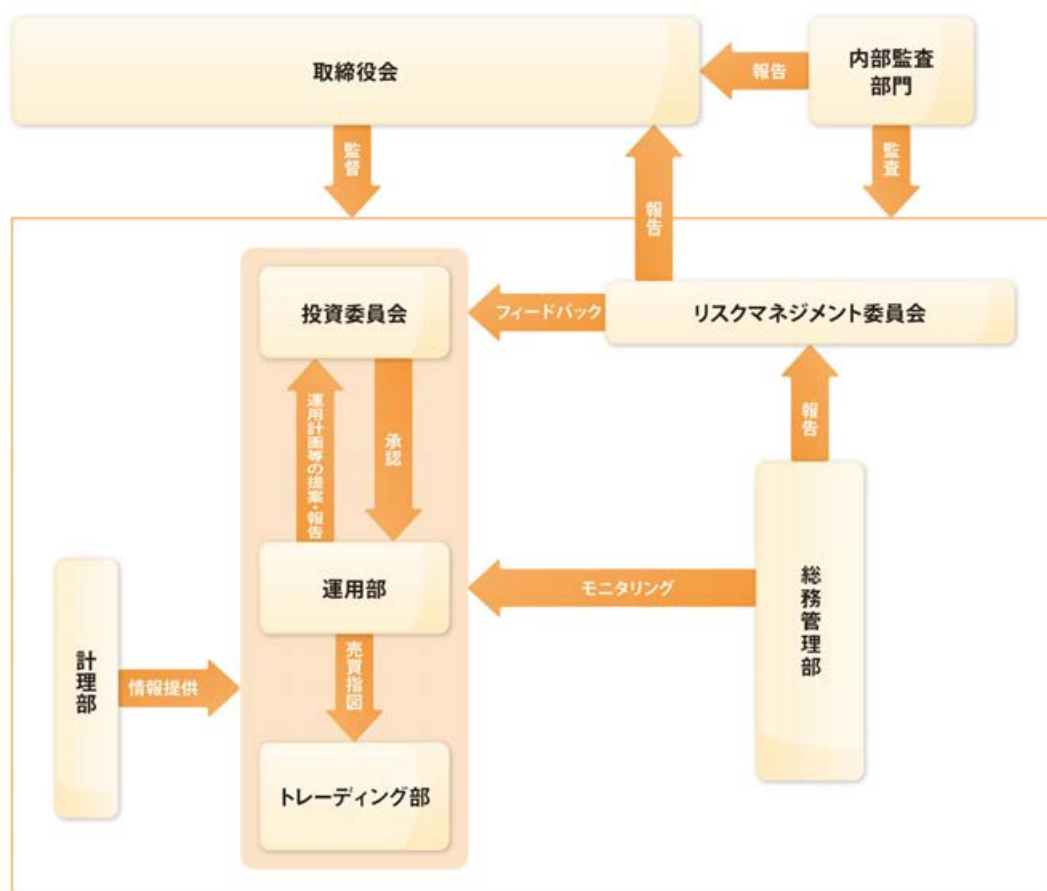 取締役会
報告
内部監査
部門
監督
監査
報告
投資委員会
フィードバック
リスクマネジメント委員会
運用計画等の提案・報告
承認
報告
運用部
モニタリング
総務管理部
売買指図
計理部
情報提供
トレーディング部